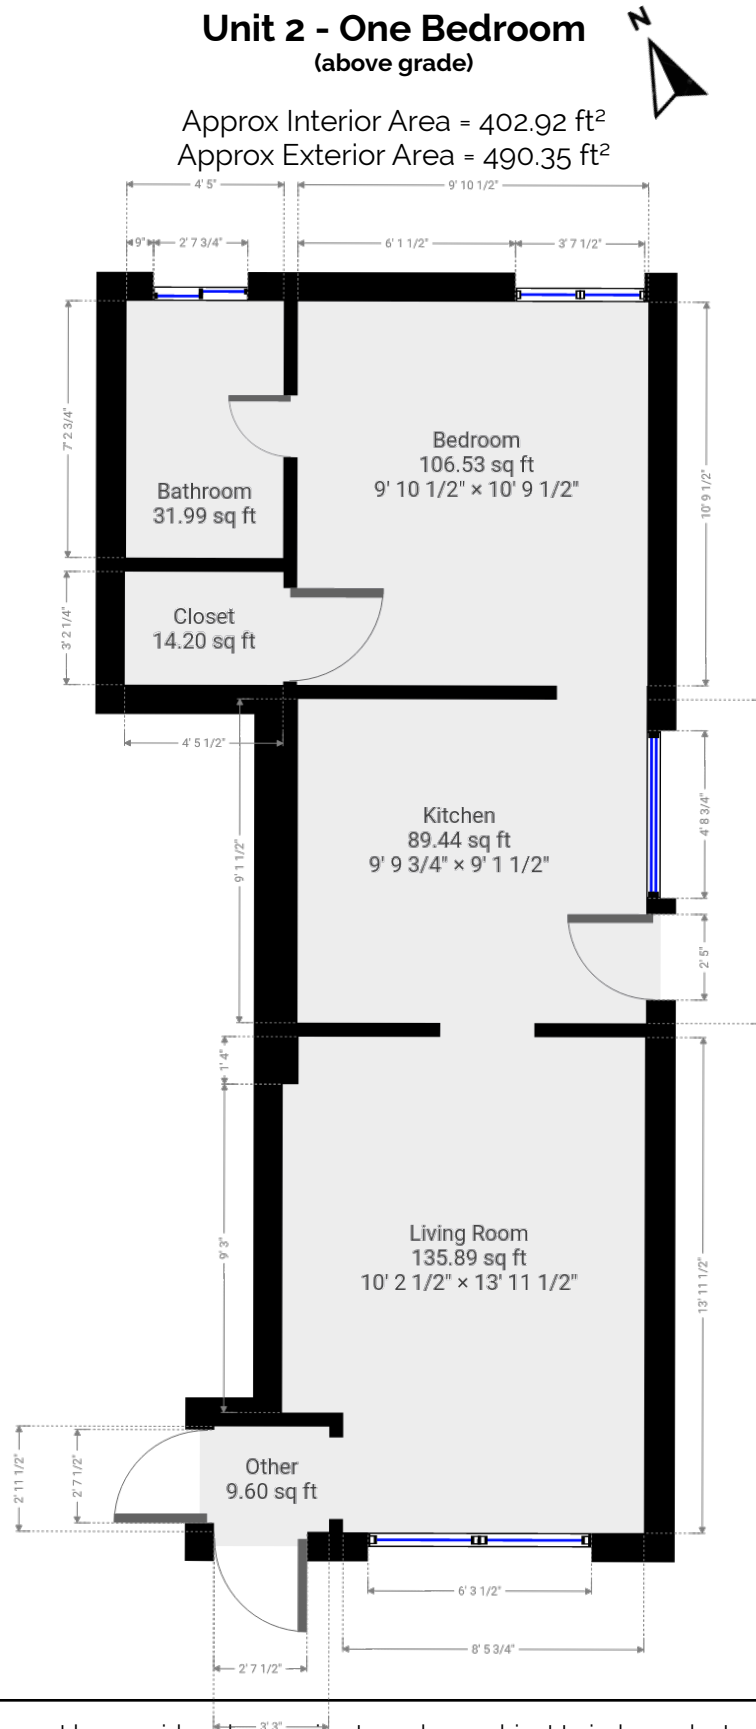 Unit 2 - One Bedroom
(above grade)
N
Approx Interior Area = 402.92 ft²
Approx Exterior Area = 490.35 ft²
4' 5"
9' 10 1/2"
9"
2' 7 3/4"
6' 1 1/2"
3' 7 1/2"
7' 2 3/4"
Bedroom
106.53 sq ft
9' 10 1/2" × 10' 9 1/2"
10' 9 1/2"
Bathroom
31.99 sq ft
3' 2 1/4"
Closet
14.20 sq ft
4' 5 1/2"
9' 1 1/2"
Kitchen
89.44 sq ft
9' 9 3/4" × 9' 1 1/2"
4' 8 3/4"
2' 5"
1' 4"
9' 3"
Living Room
135.89 sq ft
10' 2 1/2" × 13' 11 1/2"
13' 11 1/2"
2' 11 1/2"
2' 7 1/2"
Other
9.60 sq ft
6' 3 1/2"
8' 5 3/4"
2' 7 1/2"
3' 3"